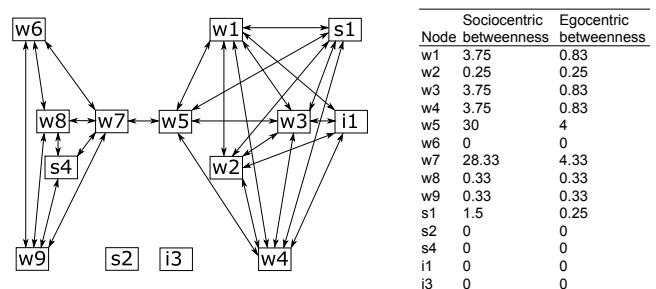 w6
w1
s1
w8
w7
w5
w3
i1
s4
w2
w9
s2
i3
w4
Sociocentric Egocentric
Node betweenness betweenness
w1 3.75 0.83
w2 0.25 0.25
w3 3.75 0.83
w4 3.75 0.83
w5 30 4
w6 0 0
w7 28.33 4.33
w8 0.33 0.33
w9 0.33 0.33
s1 1.5 0.25
s2 0 0
s4 0 0
i1 0 0
i3 0 0